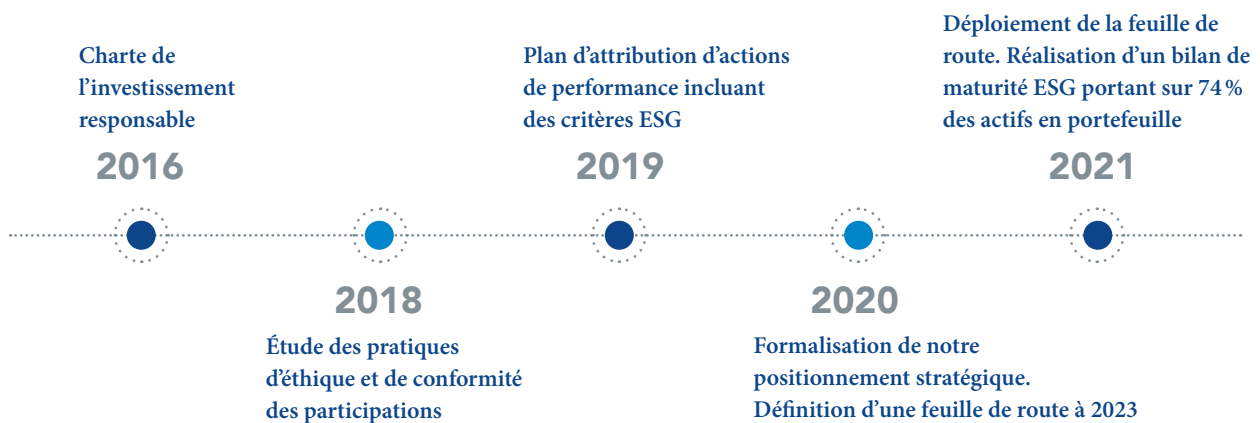 Charte de
l’investissement
responsable
2016
2018
Étude des pratiques
d’éthique et de conformité
des participations
Plan d’attribution d’actions
de performance incluant
des critères ESG
2019
2020
Formalisation de notre
positionnement stratégique.
Définition d’une feuille de route à 2023
Déploiement de la feuille de
route. Réalisation d’un bilan de
maturité ESG portant sur 74 %
des actifs en portefeuille
2021